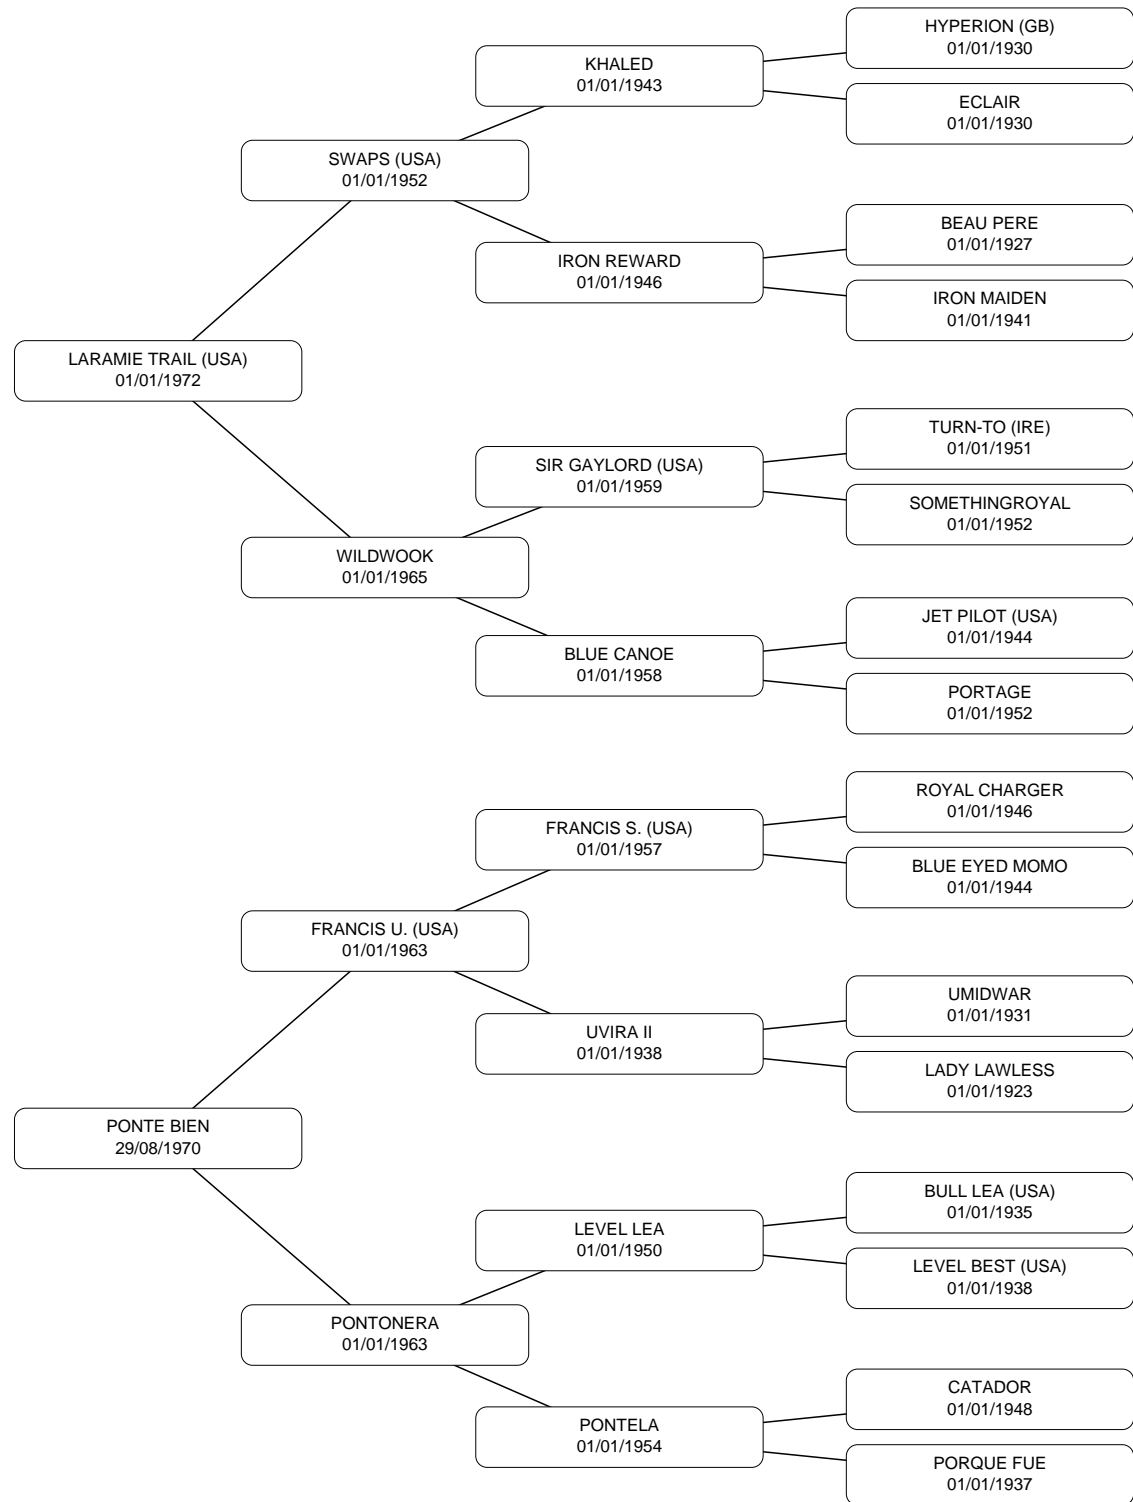 HYPERION (GB)
01/01/1930
KHALED
01/01/1943
ECLAIR
01/01/1930
SWAPS (USA)
01/01/1952
BEAU PERE
01/01/1927
IRON REWARD
01/01/1946
IRON MAIDEN
01/01/1941
LARAMIE TRAIL (USA)
01/01/1972
TURN-TO (IRE)
01/01/1951
SIR GAYLORD (USA)
01/01/1959
SOMETHINGROYAL
01/01/1952
WILDWOOK
01/01/1965
JET PILOT (USA)
01/01/1944
BLUE CANOE
01/01/1958
PORTAGE
01/01/1952
ROYAL CHARGER
01/01/1946
FRANCIS S. (USA)
01/01/1957
BLUE EYED MOMO
01/01/1944
FRANCIS U. (USA)
01/01/1963
UMIDWAR
01/01/1931
UVIRA II
01/01/1938
LADY LAWLESS
01/01/1923
PONTE BIEN
29/08/1970
BULL LEA (USA)
01/01/1935
LEVEL LEA
01/01/1950
LEVEL BEST (USA)
01/01/1938
PONTONERA
01/01/1963
CATADOR
01/01/1948
PONTELA
01/01/1954
PORQUE FUE
01/01/1937